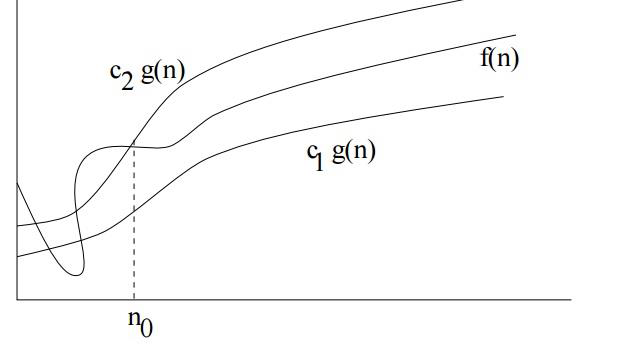 c₂ g(n)
f(n)
c₁ g(n)
n₀